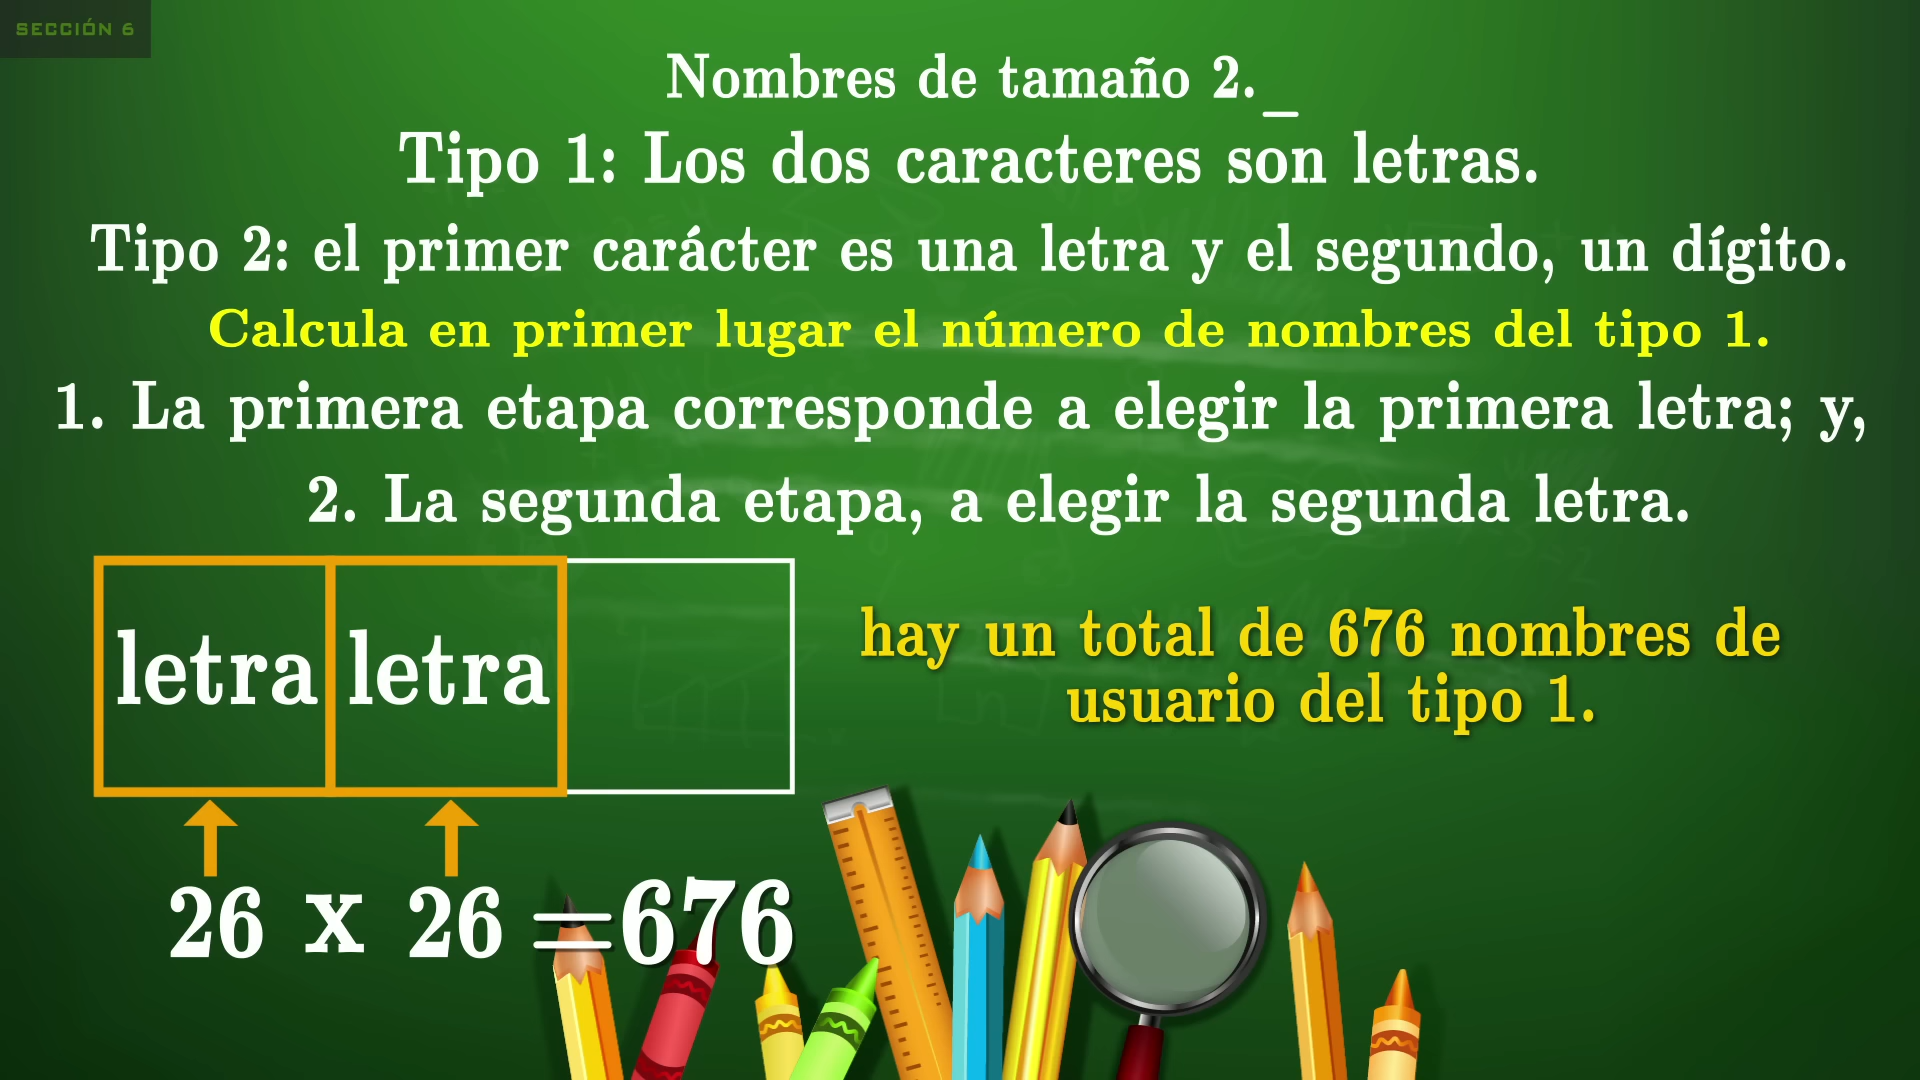 SECCIÓN 6
Nombres de tamaño 2._
Tipo 1: Los dos caracteres son letras.
Tipo 2: el primer carácter es una letra y el segundo, un dígito.
Calcula en primer lugar el número de nombres del tipo 1.
1. La primera etapa corresponde a elegir la primera letra; y,
2. La segunda etapa, a elegir la segunda letra.
letra letra
hay un total de 676 nombres de
usuario del tipo 1.
26 x 26 =676